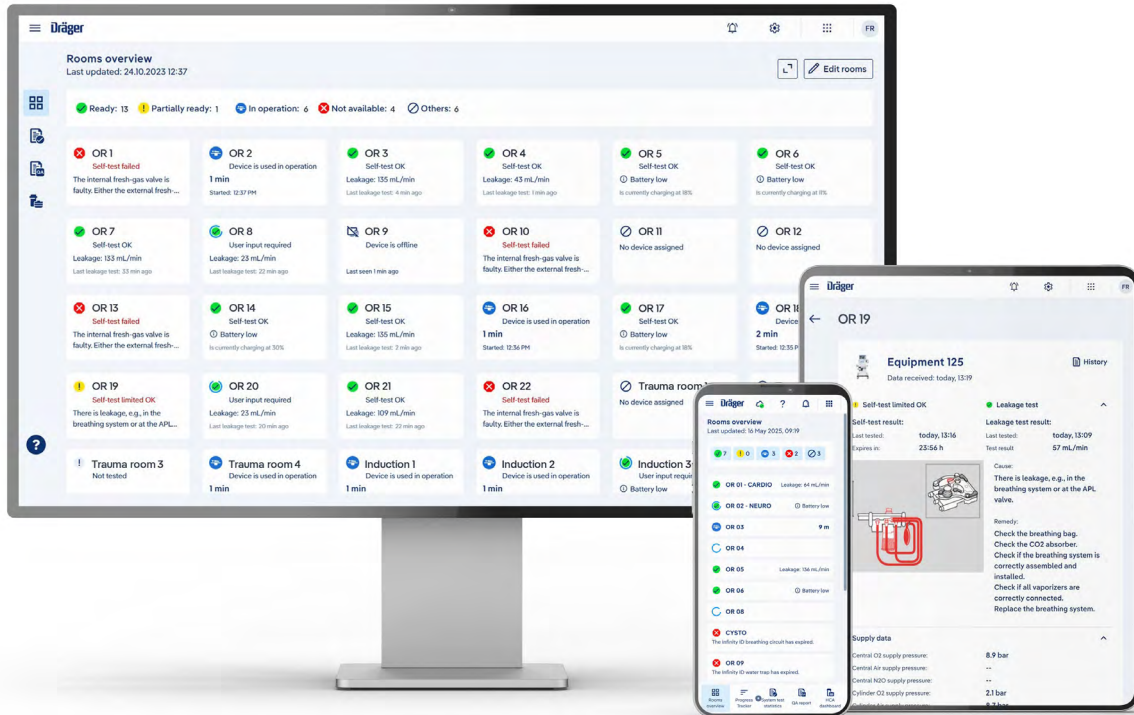 Dräger
FR
Rooms overview
Last updated: 24.10.2023 12:37
Edit rooms
Ready: 13 Partially ready: 1 In operation: 6 Not available: 4 Others: 6
OR 1
Self-test failed
The internal fresh-gas valve is
faulty. Either the external fresh-...
OR 2
Device is used in operation
1 min
Started: 12:37 PM
OR 3
Self-test OK
Leakage: 135 mL/min
Last leakage test: 4 min ago
OR 4
Self-test OK
Leakage: 43 mL/min
Last leakage test: 1 min ago
OR 5
Self-test OK
Battery low
Is currently charging at 18%
OR 6
Self-test OK
Battery low
Is currently charging at 11%
OR 7
Self-test OK
Leakage: 133 mL/min
Last leakage test: 33 min ago
OR 8
User input required
Leakage: 23 mL/min
Last leakage test: 22 min ago
OR 9
Device is offline
Last seen 1 min ago
OR 10
Self-test failed
The internal fresh-gas valve is
faulty. Either the external fresh-...
OR 11
No device assigned
OR 12
No device assigned
OR 13
Self-test failed
The internal fresh-gas valve is
faulty. Either the external fresh-...
OR 14
Self-test OK
Battery low
Is currently charging at 30%
OR 15
Self-test OK
Leakage: 135 mL/min
Last leakage test: 2 min ago
OR 16
Device is used in operation
1 min
Started: 12:36 PM
OR 17
Self-test OK
Battery low
Is currently charging at 18%
OR 18
Device
2 min
Started: 12:35 P
OR 19
Self-test limited OK
There is leakage, e.g., in the
breathing system or at the APL...
OR 20
User input required
Leakage: 23 mL/min
Last leakage test: 20 min ago
OR 21
Self-test OK
Leakage: 109 mL/min
Last leakage test: 22 min ago
OR 22
Self-test failed
The internal fresh-gas valve is
faulty. Either the external fresh-...
Trauma room
No device assigned
Trauma room 3
Not tested
Trauma room 4
Device is used in operation
1 min
Induction 1
Device is used in operation
1 min
Induction 2
Device is used in operation
1 min
Induction 3
User input requir
Battery low
?
Dräger
?
Rooms overview
Last updated: 16 May 2025, 09:19
7 0 3 2 3
OR 01 - CARDIO Leakage: 64 mL/min
OR 02 - NEURO Battery low
OR 03 9 m
OR 04
OR 05 Leakage: 136 mL/min
OR 06 Battery low
OR 08
CYSTO
The Infinity ID breathing circuit has expired.
OR 09
The Infinity ID water trap has expired.
Rooms overview
Progress Tracker
System test statistics
QA report
HCA dashboard
Dräger
FR
OR 19
Equipment 125
Data received: today, 13:19
History
Self-test limited OK
Self-test result:
Last tested: today, 13:16
Expires in: 23:56 h
Leakage test
Leakage test result:
Last tested: today, 13:09
Test result 57 mL/min
Cause:
There is leakage, e.g., in the
breathing system or at the APL
valve.
Remedy:
Check the breathing bag.
Check the CO2 absorber.
Check if the breathing system is
correctly assembled and
installed.
Check if all vaporizers are
correctly connected.
Replace the breathing system.
Supply data
Central O2 supply pressure: 8.9 bar
Central Air supply pressure: --
Central N2O supply pressure: --
Cylinder O2 supply pressure: 2.1 bar